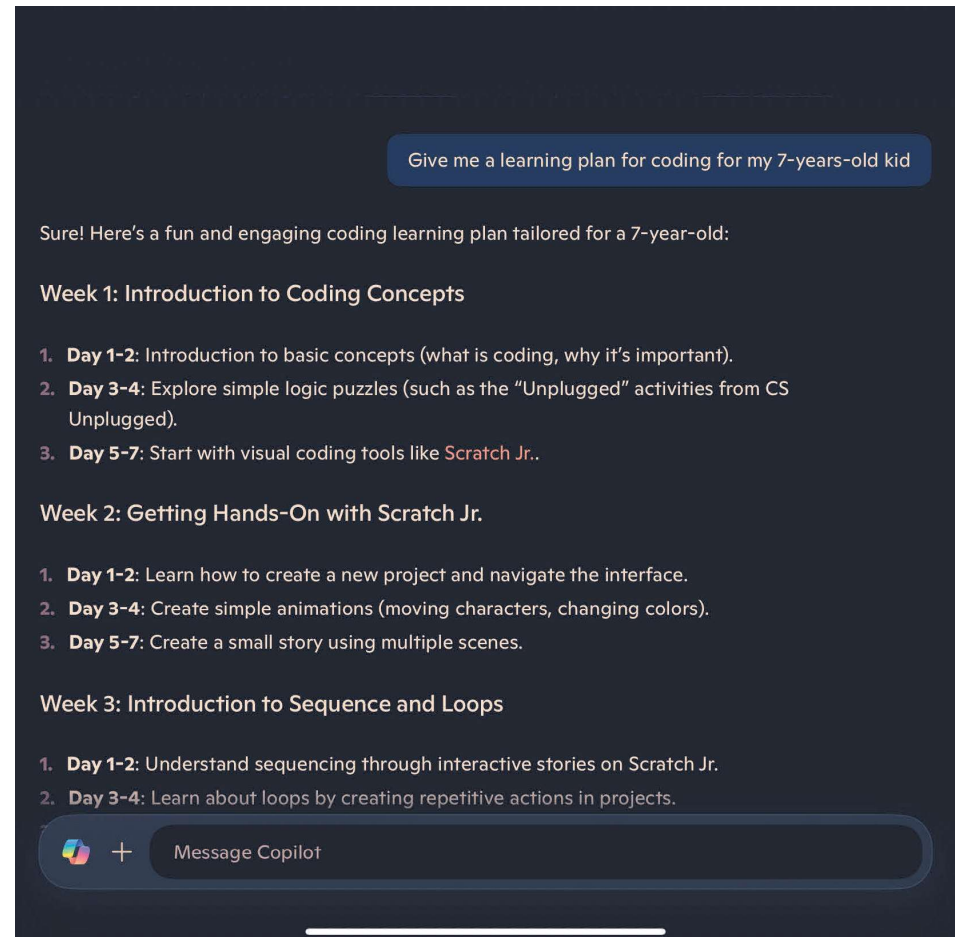 Give me a learning plan for coding for my 7-years-old kid
Sure! Here's a fun and engaging coding learning plan tailored for a 7-year-old:
Week 1: Introduction to Coding Concepts
1. Day 1-2: Introduction to basic concepts (what is coding, why it's important).
2. Day 3-4: Explore simple logic puzzles (such as the "Unplugged" activities from CS
Unplugged).
3. Day 5-7: Start with visual coding tools like Scratch Jr..
Week 2: Getting Hands-On with Scratch Jr.
1. Day 1-2: Learn how to create a new project and navigate the interface.
2. Day 3-4: Create simple animations (moving characters, changing colors).
3. Day 5-7: Create a small story using multiple scenes.
Week 3: Introduction to Sequence and Loops
1. Day 1-2: Understand sequencing through interactive stories on Scratch Jr.
2. Day 3-4: Learn about loops by creating repetitive actions in projects.
Message Copilot